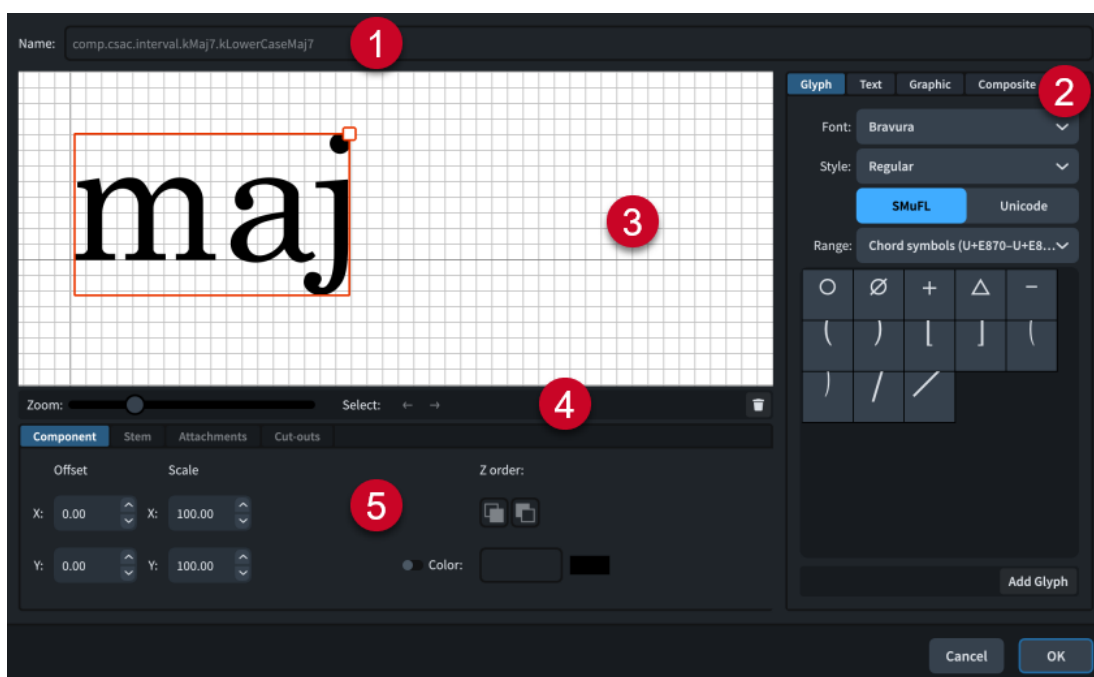 Name: comp.csac.interval.kMaj7.kLowerCaseMaj7
1
maj
3
Glyph Text Graphic Composite
2
Font: Bravura
Style: Regular
SMuFL Unicode
Range: Chord symbols (U+E870–U+E8...
○ Ø + △ −
( ) [ ] (
) / /
Add Glyph
Zoom: Select: ← →
4
Component Stem Attachments Cut-outs
Offset Scale Z order:
X: 0.00 X: 100.00
5
Y: 0.00 Y: 100.00 Color:
Cancel OK